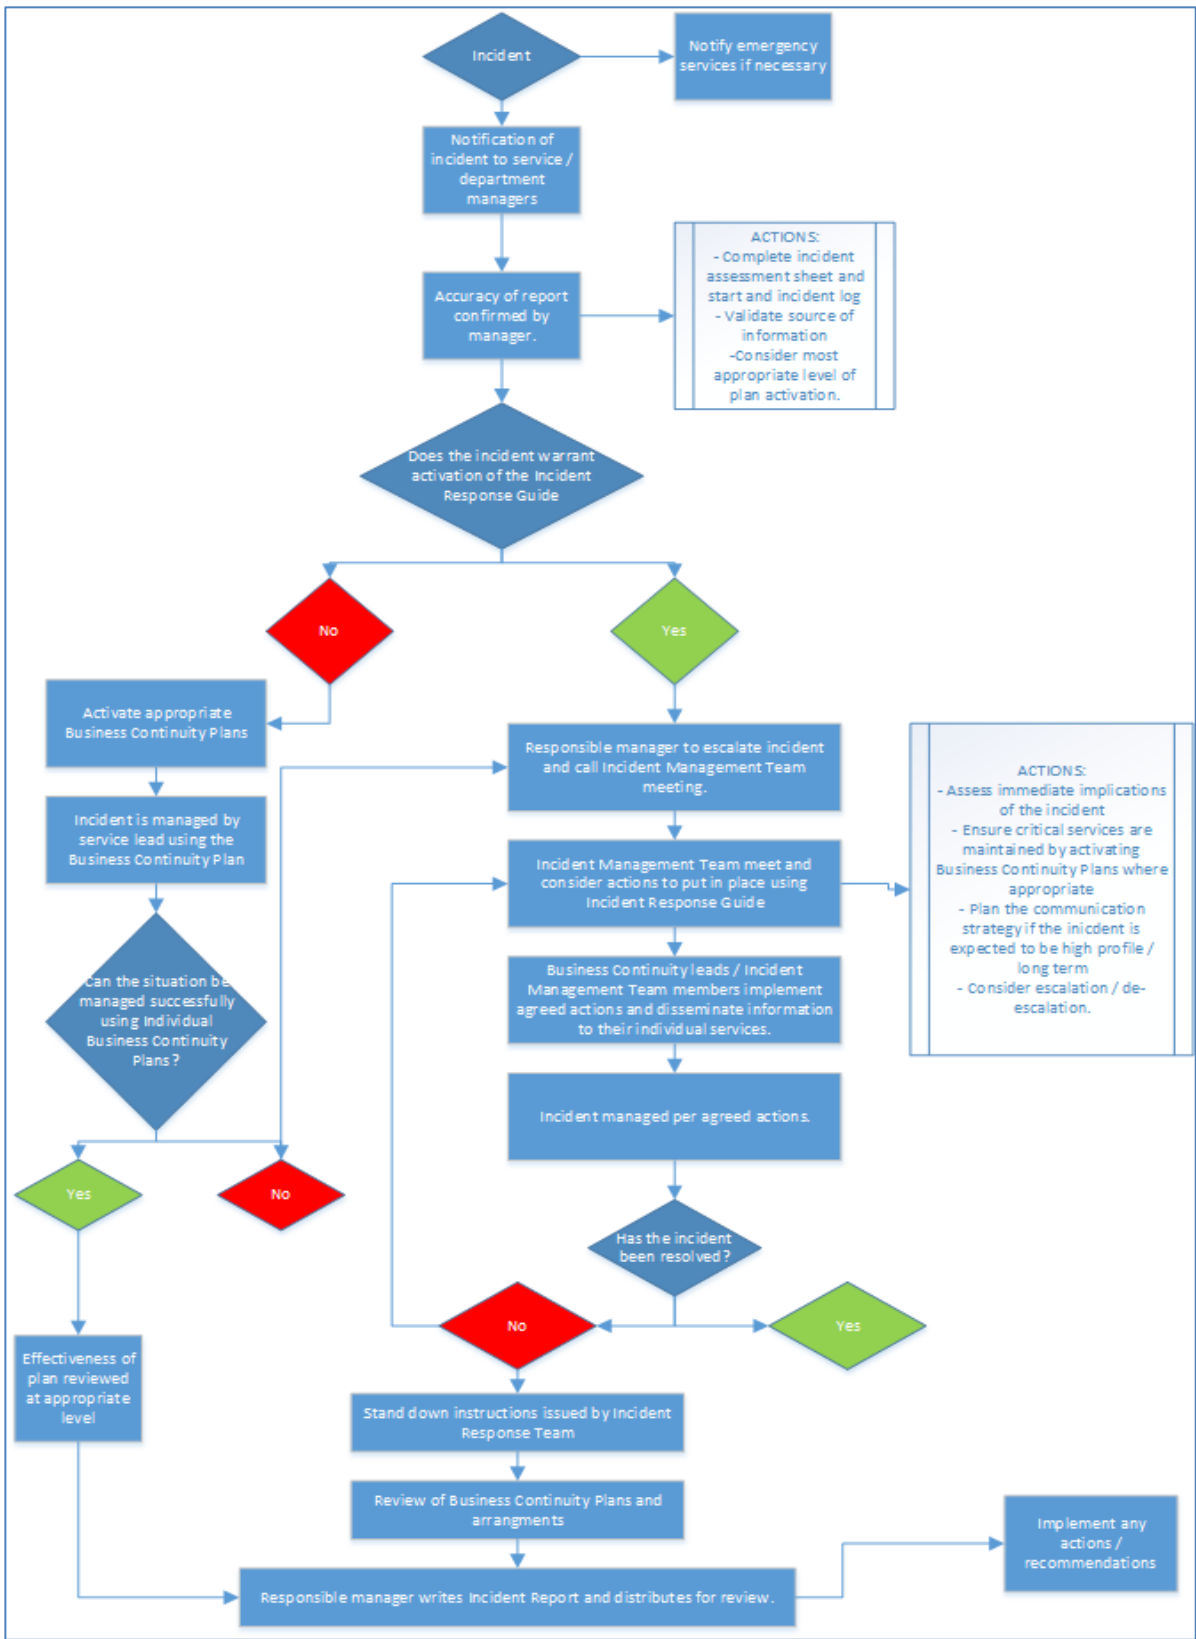 Incident
Notify emergency
services if necessary
Notification of
incident to service /
department
managers
ACTIONS:
- Complete incident
assessment sheet and
start and incident log
- Validate source of
information
-Consider most
appropriate level of
plan activation.
Accuracy of report
confirmed by
manager.
Does the incident warrant
activation of the Incident
Response Guide
No
Yes
Activate appropriate
Business Continuity Plans
Responsible manager to escalate incident
and call Incident Management Team
meeting.
ACTIONS:
- Assess immediate implications
of the incident
- Ensure critical services are
maintained by activating
Business Continuity Plans where
appropriate
- Plan the communication
strategy if the inicdent is
expected to be high profile /
long term
- Consider escalation / de-
escalation.
Incident is managed by
service lead using the
Business Continuity Plan
Incident Management Team meet and
consider actions to put in place using
Incident Response Guide
Can the situation be
managed successfully
using Individual
Business Continuity
Plans?
Business Continuity leads / Incident
Management Team members implement
agreed actions and disseminate information
to their individual services.
Incident managed per agreed actions.
Yes
No
Has the incident
been resolved?
No
Yes
Effectiveness of
plan reviewed
at appropriate
level
Stand down instructions issued by Incident
Response Team
Review of Business Continuity Plans and
arrangments
Implement any
actions /
recommendations
Responsible manager writes Incident Report and distributes for review.